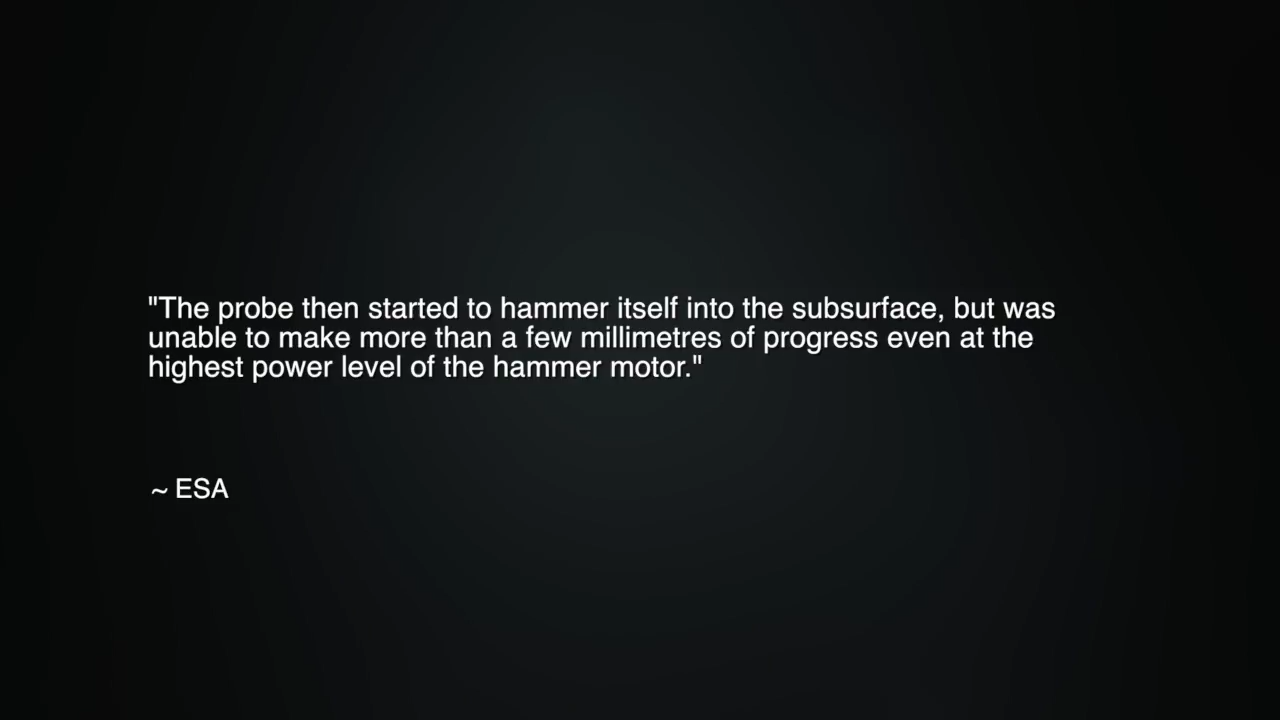 "The probe then started to hammer itself into the subsurface, but was
unable to make more than a few millimetres of progress even at the
highest power level of the hammer motor."
~ ESA